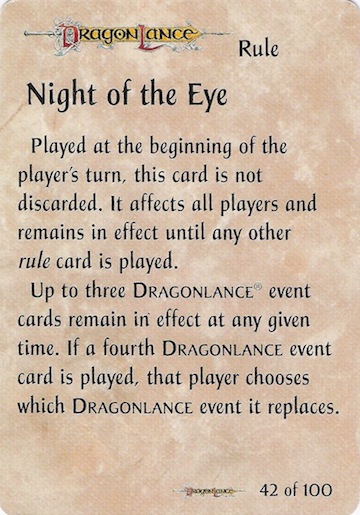 DRAGONLANCE
Rule
Night of the Eye
Played at the beginning of the
player's turn, this card is not
discarded. It affects all players and
remains in effect until any other
rule card is played.
Up to three DRAGONLANCE® event
cards remain in effect at any given
time. If a fourth DRAGONLANCE event
card is played, that player chooses
which DRAGONLANCE event it replaces.
DRAGONLANCE 42 of 100